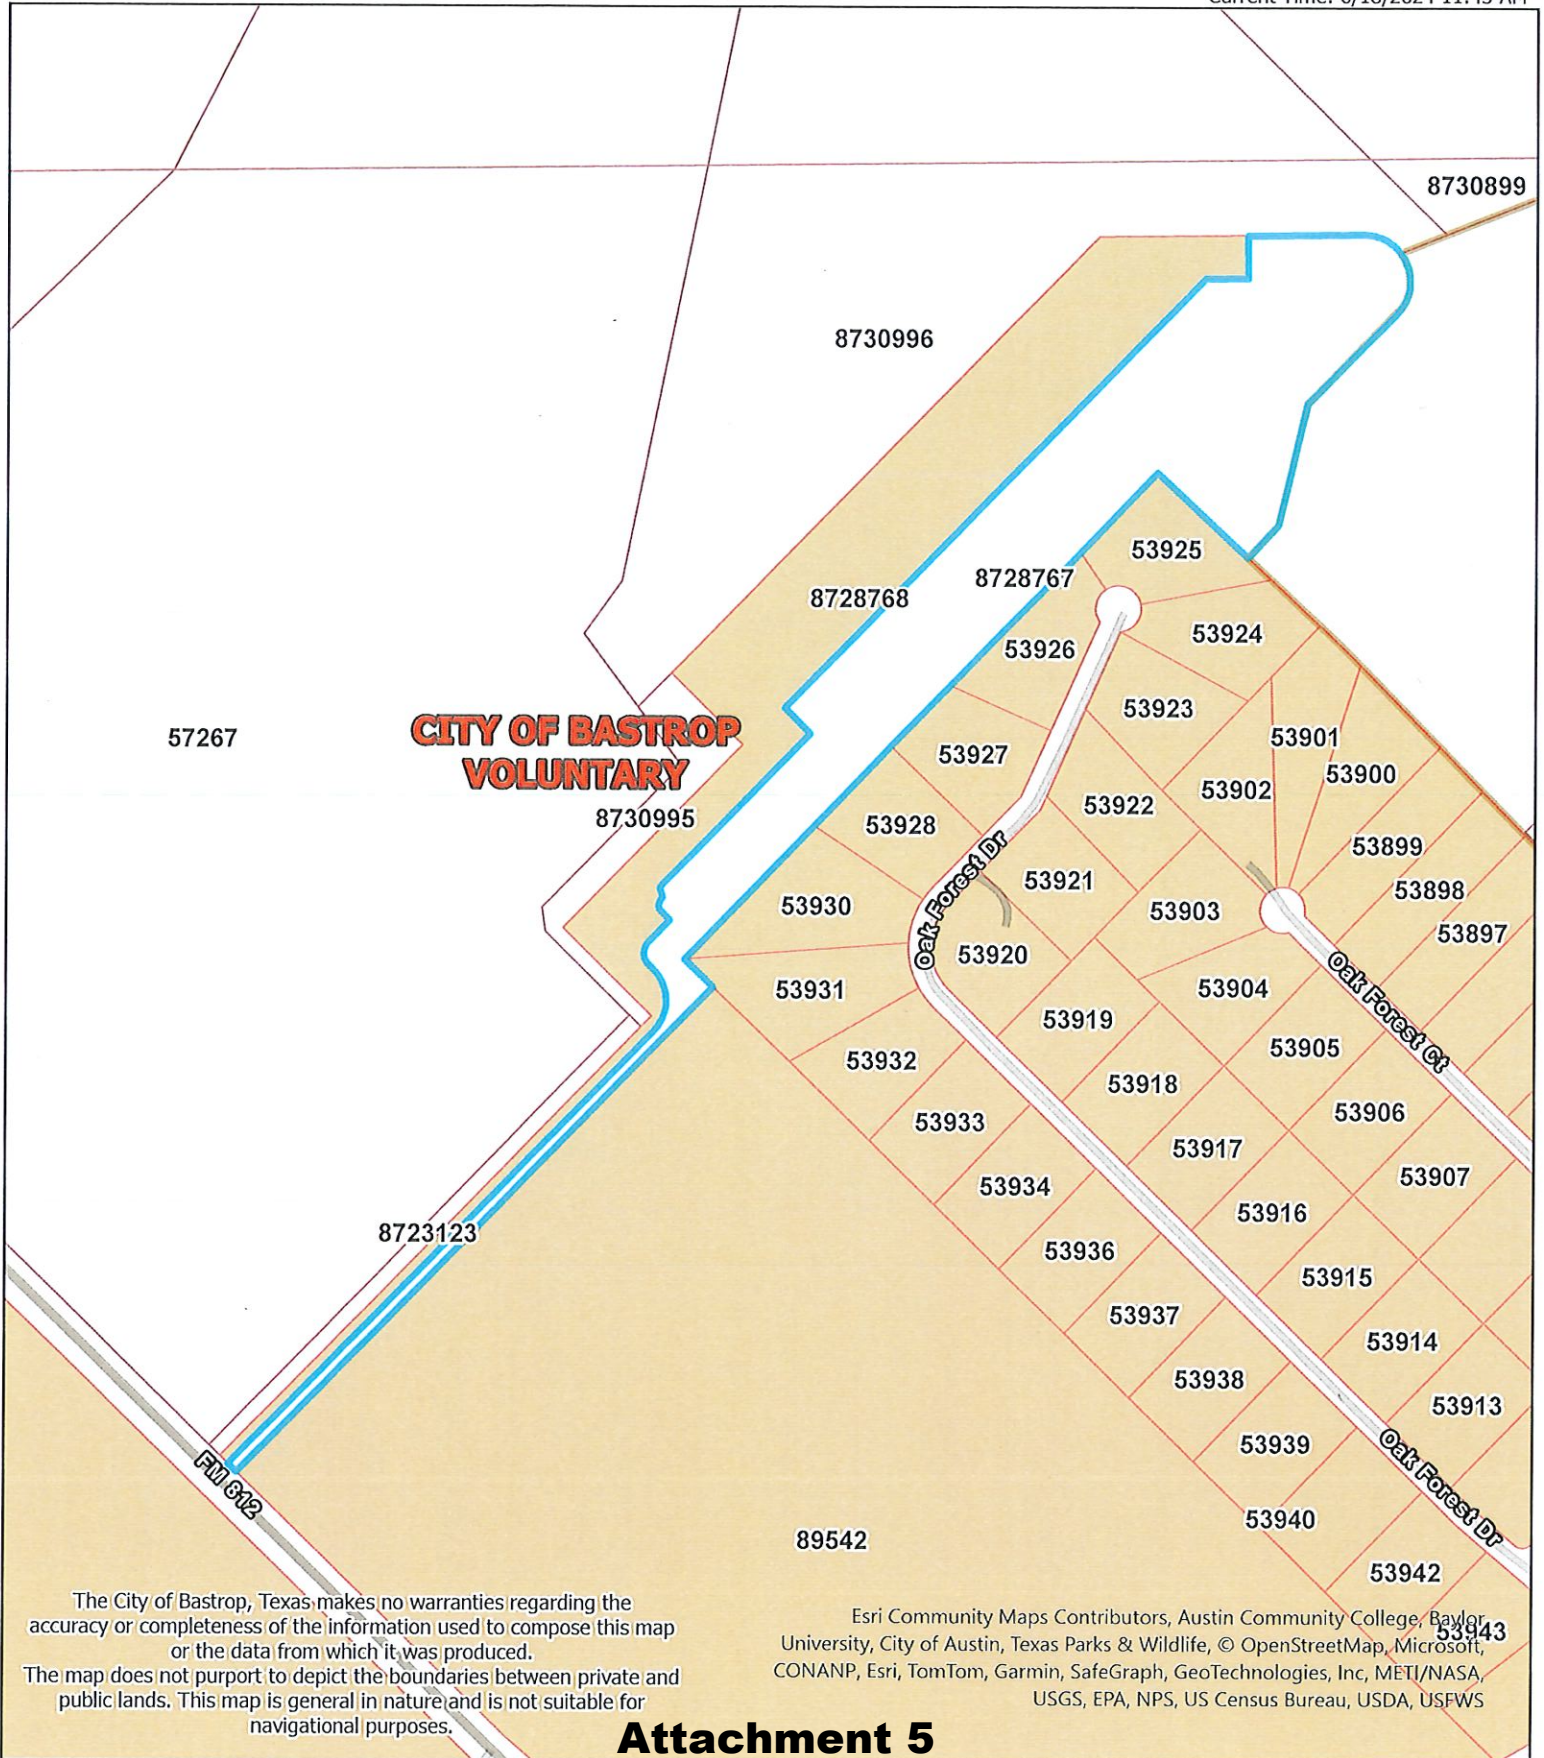 8730899
8730996
53925
8728767
8728768
53924
53926
53923
CITY OF BASTROP
VOLUNTARY
57267
53901
53927
53900
53902
53922
8730995
53928
53899
Oak Forest Dr
53921
53898
53930
53903
53897
53920
53931
53904
Oak Forest Ct
53919
53905
53932
53918
53906
53933
53917
53907
53934
53916
8723123
53936
53915
53937
53914
53938
53913
53939
Oak Forest Dr
FM 812
53940
89542
53942
53943
The City of Bastrop, Texas makes no warranties regarding the
accuracy or completeness of the information used to compose this map
or the data from which it was produced.
The map does not purport to depict the boundaries between private and
public lands. This map is general in nature and is not suitable for
navigational purposes.
Esri Community Maps Contributors, Austin Community College, Baylor
University, City of Austin, Texas Parks & Wildlife, © OpenStreetMap, Microsoft,
CONANP, Esri, TomTom, Garmin, SafeGraph, GeoTechnologies, Inc, METI/NASA,
USGS, EPA, NPS, US Census Bureau, USDA, USFWS
Attachment 5